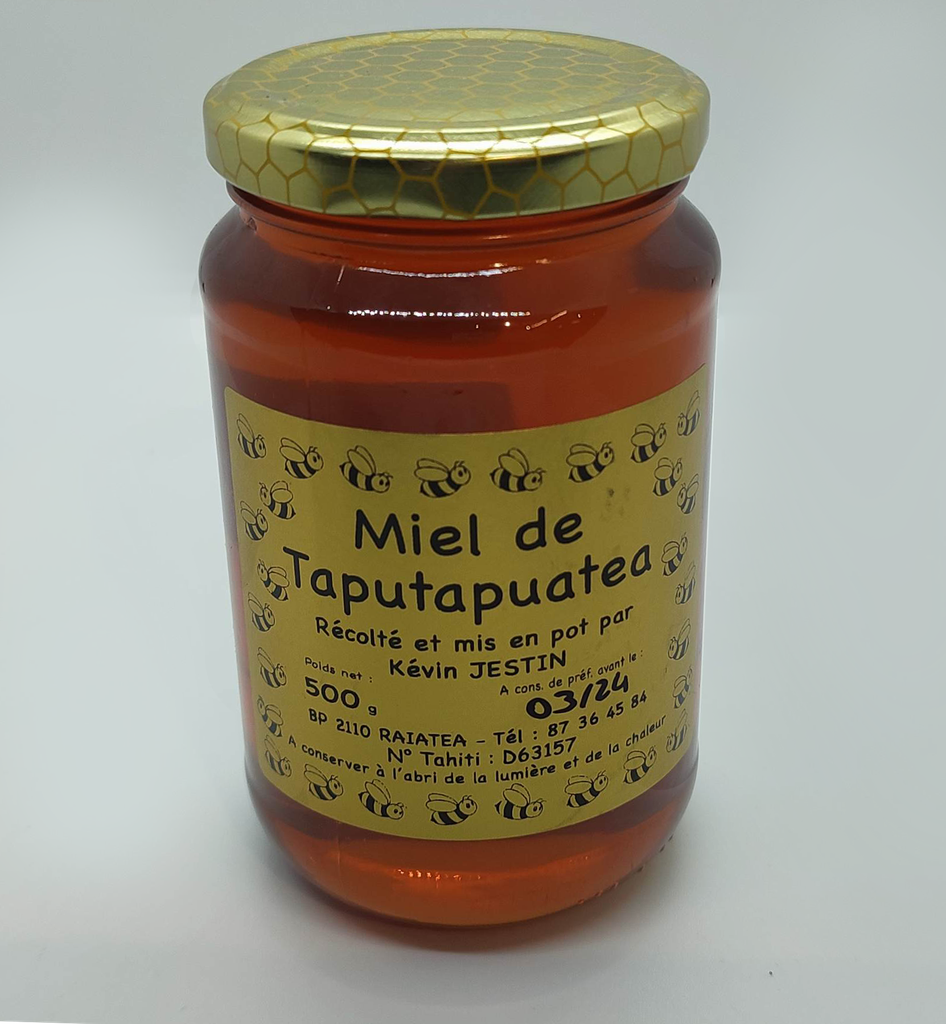 Miel de
Taputapuatea
Récolté et mis en pot par
Kévin JESTIN
Poids net :
500 g
A cons. de préf. avant le :
03/24
BP 2110 RAIATEA - Tél : 87 36 45 84
N° Tahiti : D63157
A conserver à l'abri de la lumière et de la chaleur